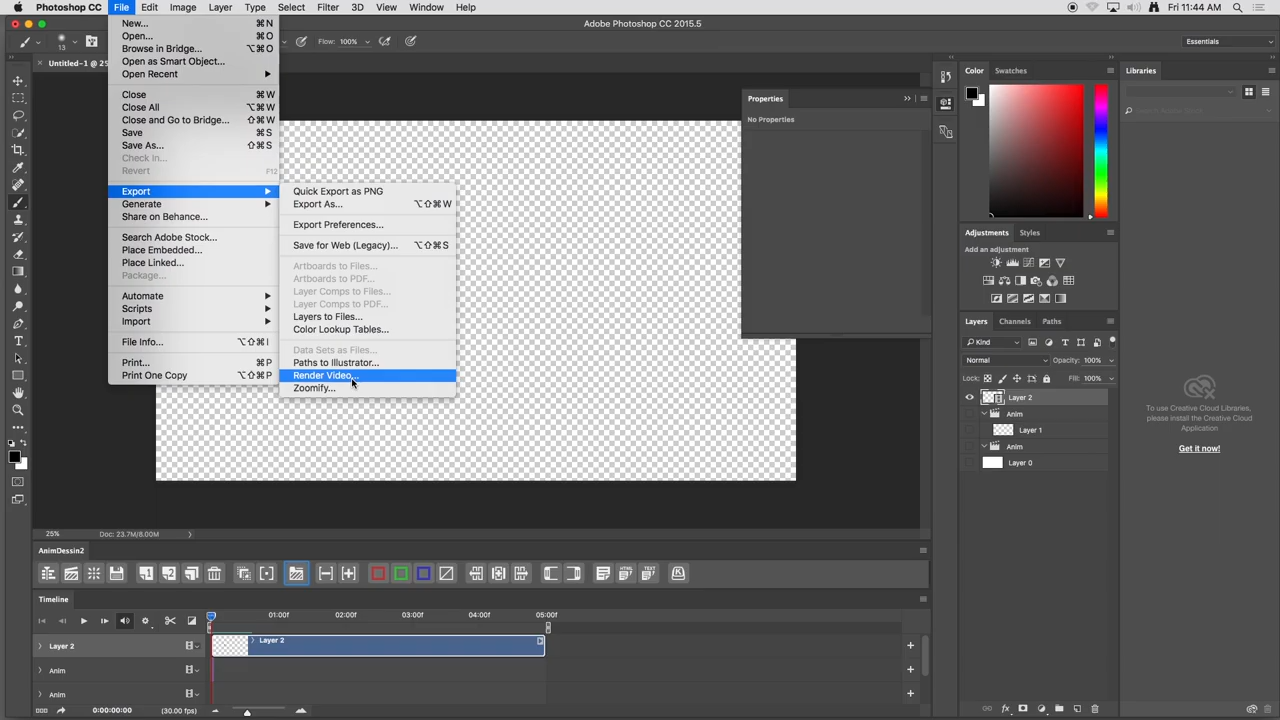 Photoshop CC File Edit Image Layer Type Select Filter 3D View Window Help Fri 11:44 AM
Adobe Photoshop CC 2015.5
13 Flow: 100% Essentials
Untitled-1 @ 25
New... ⌘N
Open... ⌘O
Browse in Bridge... ⌥⌘O
Open as Smart Object...
Open Recent
Close ⌘W
Close All ⌥⌘W
Close and Go to Bridge... ⇧⌘W
Save ⌘S
Save As... ⇧⌘S
Check In...
Revert F12
Export
Generate
Share on Behance...
Search Adobe Stock...
Place Embedded...
Place Linked...
Package...
Automate
Scripts
Import
File Info... ⌥⇧⌘I
Print... ⌘P
Print One Copy ⌥⇧⌘P
Quick Export as PNG
Export As... ⌥⇧⌘W
Export Preferences...
Save for Web (Legacy)... ⌥⇧⌘S
Artboards to Files...
Artboards to PDF...
Layer Comps to Files...
Layer Comps to PDF...
Layers to Files...
Color Lookup Tables...
Data Sets as Files...
Paths to Illustrator...
Render Video...
Zoomify...
Properties
No Properties
Color Swatches
Adjustments Styles
Add an adjustment
Layers Channels Paths
Kind
Normal Opacity: 100%
Lock: Fill: 100%
Layer 2
Anim
Layer 1
Anim
Layer 0
Libraries
Search Adobe Stock
To use Creative Cloud Libraries,
please install the Creative Cloud
Application
Get it now!
25% Doc: 23.7M/8.00M
AnimDessin2
1 2 HTML TEXT
Timeline
01:00f 02:00f 03:00f 04:00f 05:00f
Layer 2 Layer 2
Anim
Anim
0:00:00:00 (30.00 fps)